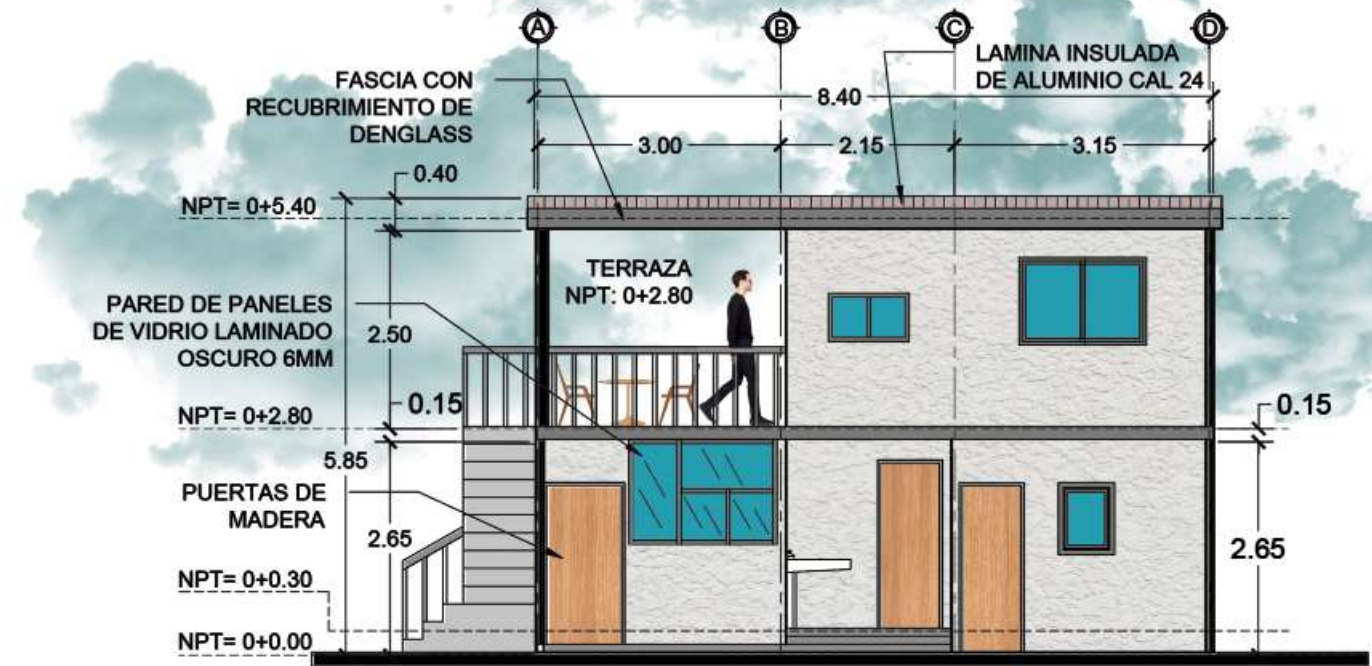 A
B
C
D
FASCIA CON
RECUBRIMIENTO DE
DENGLASS
LAMINA INSULADA
DE ALUMINIO CAL 24
8.40
3.00
2.15
3.15
0.40
NPT= 0+5.40
TERRAZA
NPT: 0+2.80
PARED DE PANELES
DE VIDRIO LAMINADO
OSCURO 6MM
2.50
NPT= 0+2.80
0.15
0.15
5.85
PUERTAS DE
MADERA
2.65
2.65
NPT= 0+0.30
NPT= 0+0.00